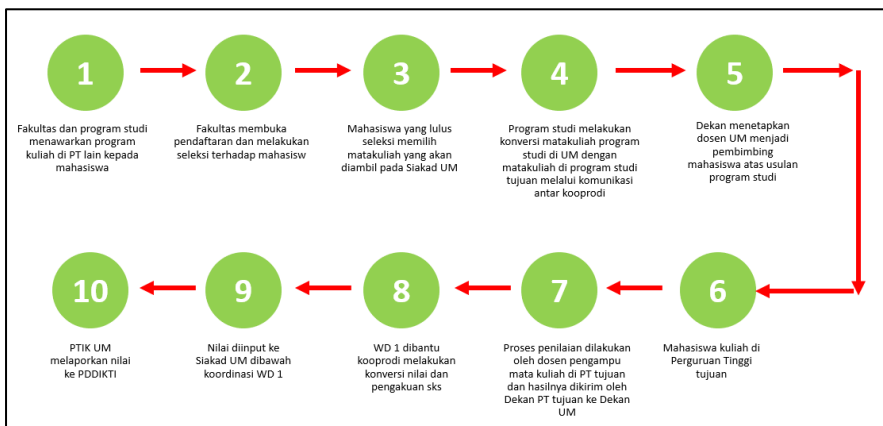 1
Fakultas dan program studi
menawarkan program
kuliah di PT lain kepada
mahasiswa
2
Fakultas membuka
pendaftaran dan melakukan
seleksi terhadap mahasisw
3
Mahasiswa yang lulus
seleksi memilih
matakuliah yang akan
diambil pada Siakad UM
4
Program studi melakukan
konversi matakuliah program
studi di UM dengan
matakuliah di program studi
tujuan melalui komunikasi
antar kooprodi
5
Dekan menetapkan
dosen UM menjadi
pembimbing
mahasiswa atas usulan
program studi
6
Mahasiswa kuliah di
Perguruan Tinggi
tujuan
7
Proses penilaian dilakukan
oleh dosen pengampu
mata kuliah di PT tujuan
dan hasilnya dikirim oleh
Dekan PT tujuan ke Dekan
UM
8
WD 1 dibantu
kooprodi melakukan
konversi nilai dan
pengakuan sks
9
Nilai diinput ke
Siakad UM dibawah
koordinasi WD 1
10
PTIK UM
melaporkan nilai
ke PDDIKTI